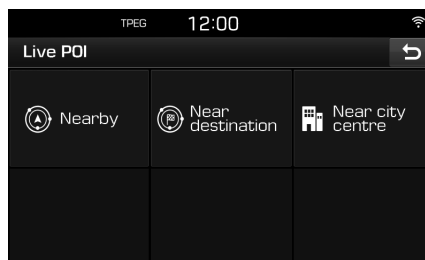 TPEG 12:00
Live POI
Nearby
Near
destination
Near city
centre